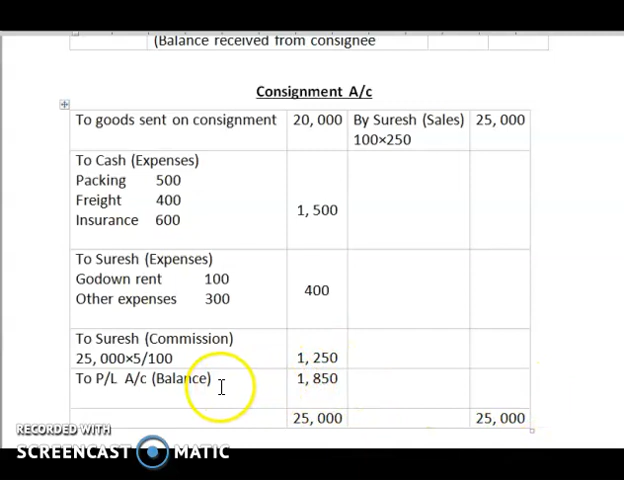 (Balance received from consignee
Consignment A/c
To goods sent on consignment 20,000 By Suresh (Sales) 25,000
100×250
To Cash (Expenses)
Packing 500
Freight 400
Insurance 600 1,500
To Suresh (Expenses)
Godown rent 100
Other expenses 300 400
To Suresh (Commission)
25,000×5/100 1,250
To P/L A/c (Balance) 1,850
25,000 25,000
RECORDED WITH
SCREENCAST MATIC